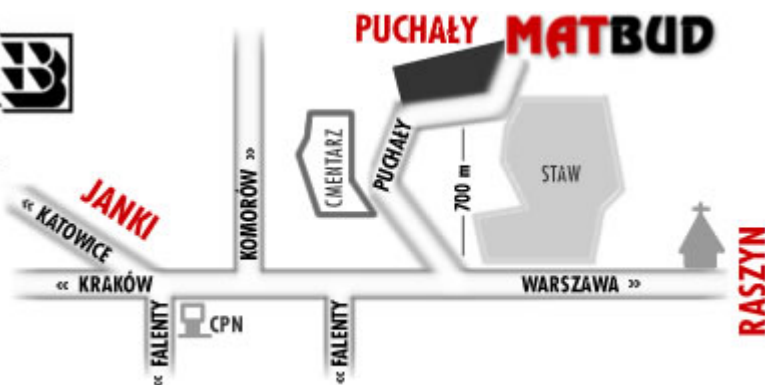 PUCHAŁY MATBUD
B
CMENTARZ
PUCHAŁY
STAW
700 m
JANKI
KOMORÓW »
« KATOWICE
« KRAKÓW
WARSZAWA »
RASZYN
« FALENTY
CPN
« FALENTY